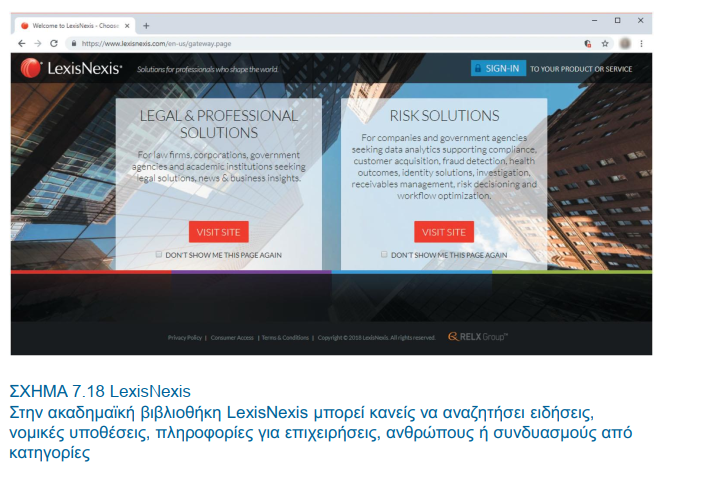 Welcome to LexisNexis - Choose
https://www.lexisnexis.com/en-us/gateway.page
LexisNexis®
Solutions for professionals who shape the world.
SIGN-IN TO YOUR PRODUCT OR SERVICE
LEGAL & PROFESSIONAL
SOLUTIONS
For law firms, corporations, government
agencies and academic institutions seeking
legal solutions, news & business insights.
VISIT SITE
DON'T SHOW ME THIS PAGE AGAIN
RISK SOLUTIONS
For companies and government agencies
seeking data analytics supporting compliance,
customer acquisition, fraud detection, health
outcomes, identity solutions, investigation,
receivables management, risk decisioning and
workflow optimization.
VISIT SITE
DON'T SHOW ME THIS PAGE AGAIN
Privacy Policy | Consumer Access | Terms & Conditions | Copyright © 2018 LexisNexis. All rights reserved. RELX Group™
ΣΧΗΜΑ 7.18 LexisNexis
Στην ακαδημαϊκή βιβλιοθήκη LexisNexis μπορεί κανείς να αναζητήσει ειδήσεις,
νομικές υποθέσεις, πληροφορίες για επιχειρήσεις, ανθρώπους ή συνδυασμούς από
κατηγορίες